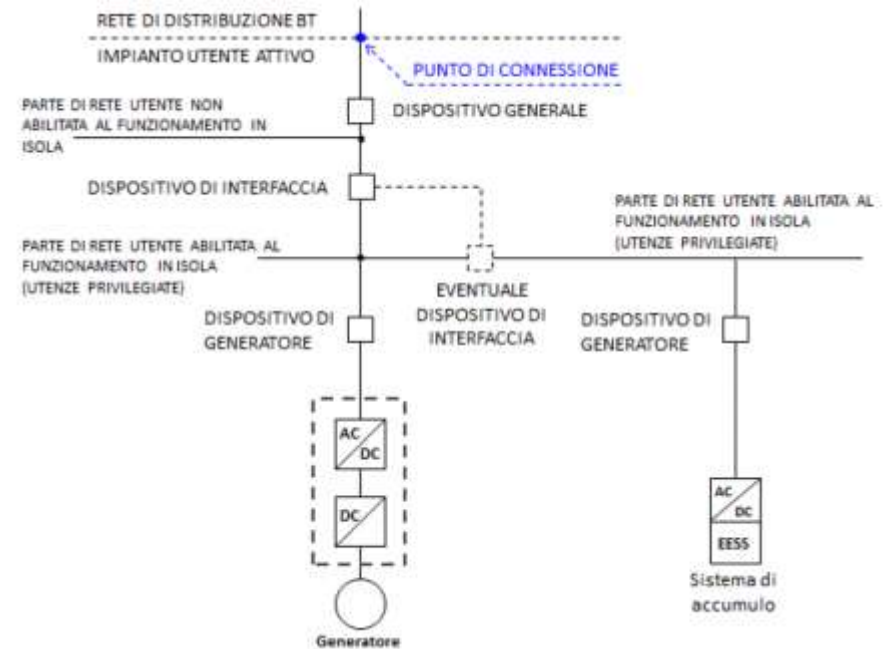 RETE DI DISTRIBUZIONE BT
IMPIANTO UTENTE ATTIVO
PUNTO DI CONNESSIONE
PARTE DI RETE UTENTE NON
ABILITATA AL FUNZIONAMENTO IN
ISOLA
DISPOSITIVO GENERALE
DISPOSITIVO DI INTERFACCIA
PARTE DI RETE UTENTE ABILITATA AL
FUNZIONAMENTO IN ISOLA
(UTENZE PRIVILEGIATE)
PARTE DI RETE UTENTE ABILITATA AL
FUNZIONAMENTO IN ISOLA
(UTENZE PRIVILEGIATE)
EVENTUALE
DISPOSITIVO DI
INTERFACCIA
DISPOSITIVO DI
GENERATORE
DISPOSITIVO DI
GENERATORE
AC
DC
DC
AC
DC
EESS
Sistema di
accumulo
Generatore